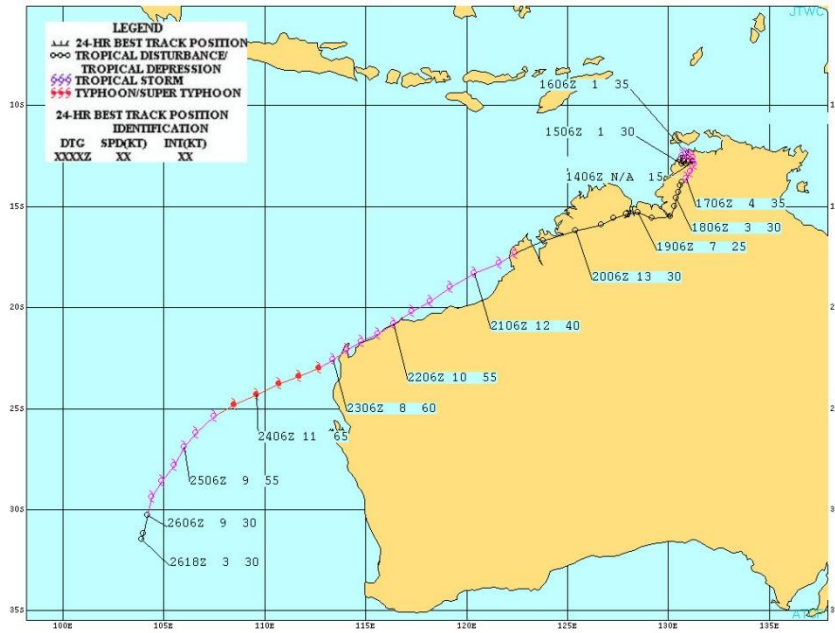 JTWC
LEGEND
24-HR BEST TRACK POSITION
TROPICAL DISTURBANCE/
TROPICAL DEPRESSION
TROPICAL STORM
TYPHOON/SUPER TYPHOON
24-HR BEST TRACK POSITION
IDENTIFICATION
DTG SPD(KT) INT(KT)
XXXXZ XX XX
1606Z 1 35
10S
1506Z 1 30
1406Z N/A 15
15S
1706Z 4 35
1806Z 3 30
1906Z 7 25
2006Z 13 30
20S
2106Z 12 40
2206Z 10 55
25S
2306Z 8 60
2406Z 11 65
2506Z 9 55
30S
2606Z 9 30
2618Z 3 30
35S
100E 105E 110E 115E 120E 125E 130E 135E